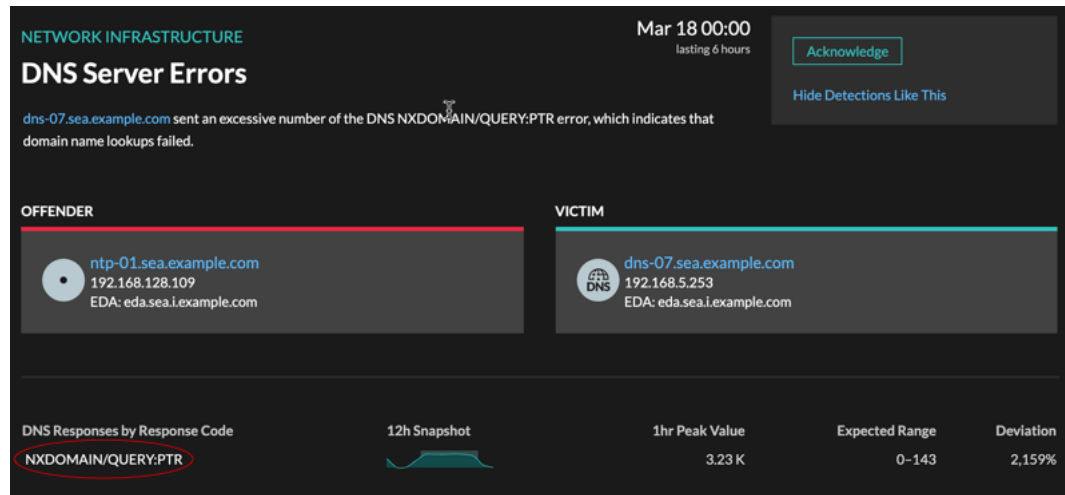 NETWORK INFRASTRUCTURE
DNS Server Errors
Mar 18 00:00
lasting 6 hours
Acknowledge
Hide Detections Like This
dns-07.sea.example.com sent an excessive number of the DNS NXDOMAIN/QUERY:PTR error, which indicates that
domain name lookups failed.
OFFENDER
ntp-01.sea.example.com
192.168.128.109
EDA: eda.sea.i.example.com
VICTIM
DNS
dns-07.sea.example.com
192.168.5.253
EDA: eda.sea.i.example.com
DNS Responses by Response Code 12h Snapshot 1hr Peak Value Expected Range Deviation
NXDOMAIN/QUERY:PTR 3.23 K 0–143 2,159%